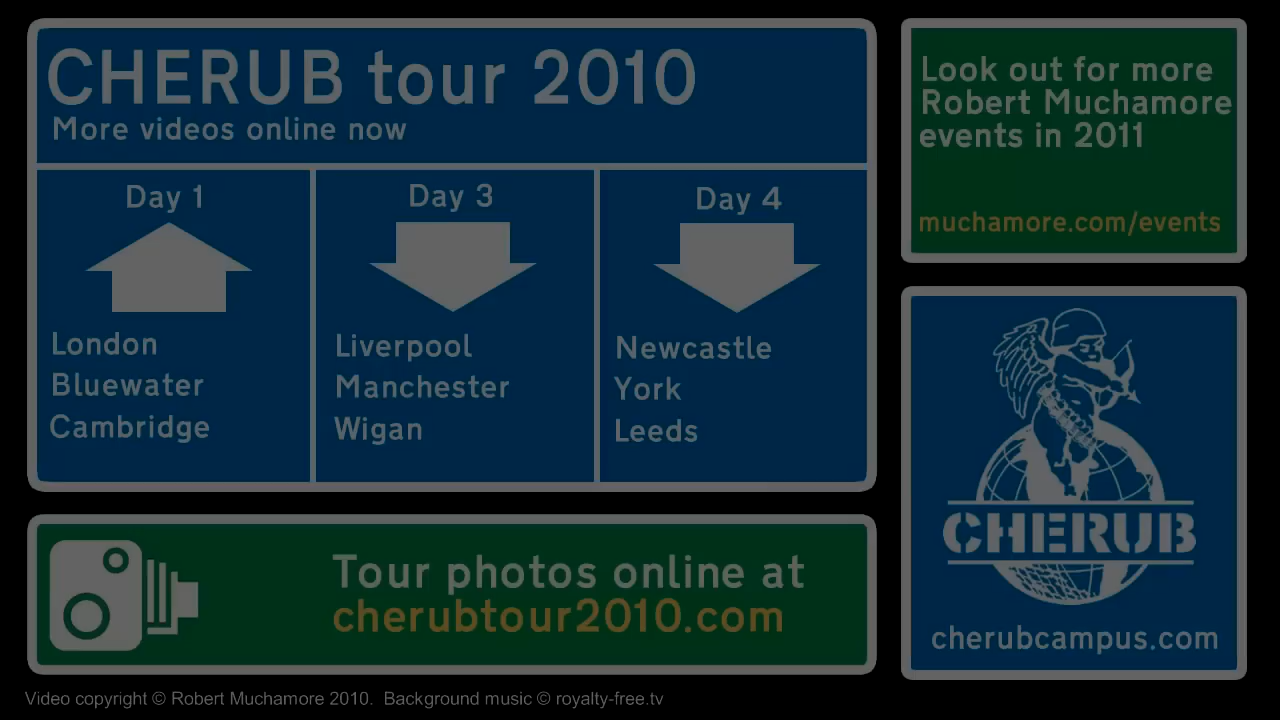 CHERUB tour 2010
More videos online now
Day 1
London
Bluewater
Cambridge
Day 3
Liverpool
Manchester
Wigan
Day 4
Newcastle
York
Leeds
Look out for more
Robert Muchamore
events in 2011
muchamore.com/events
CHERUB
cherubcampus.com
Tour photos online at
cherubtour2010.com
Video copyright © Robert Muchamore 2010.  Background music © royalty-free.tv